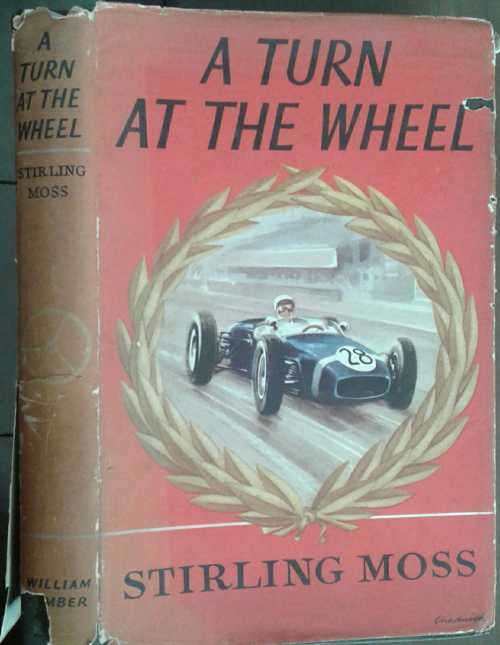 A
TURN
AT THE
WHEEL
STIRLING
MOSS
WILLIAM
MBER
A TURN
AT THE WHEEL
28
STIRLING MOSS